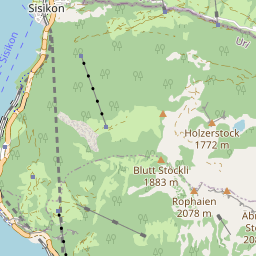 Sisikon
Sisikon
Uri
Holzerstock
1772 m
Blutt Stöckli
1883 m
Rophaien
2078 m